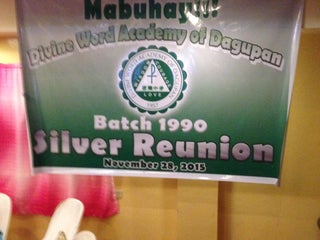 Mabuhay!!!
Divine Word Academy of Dagupan
LOVE
Batch 1990
Silver Reunion
November 28, 2015